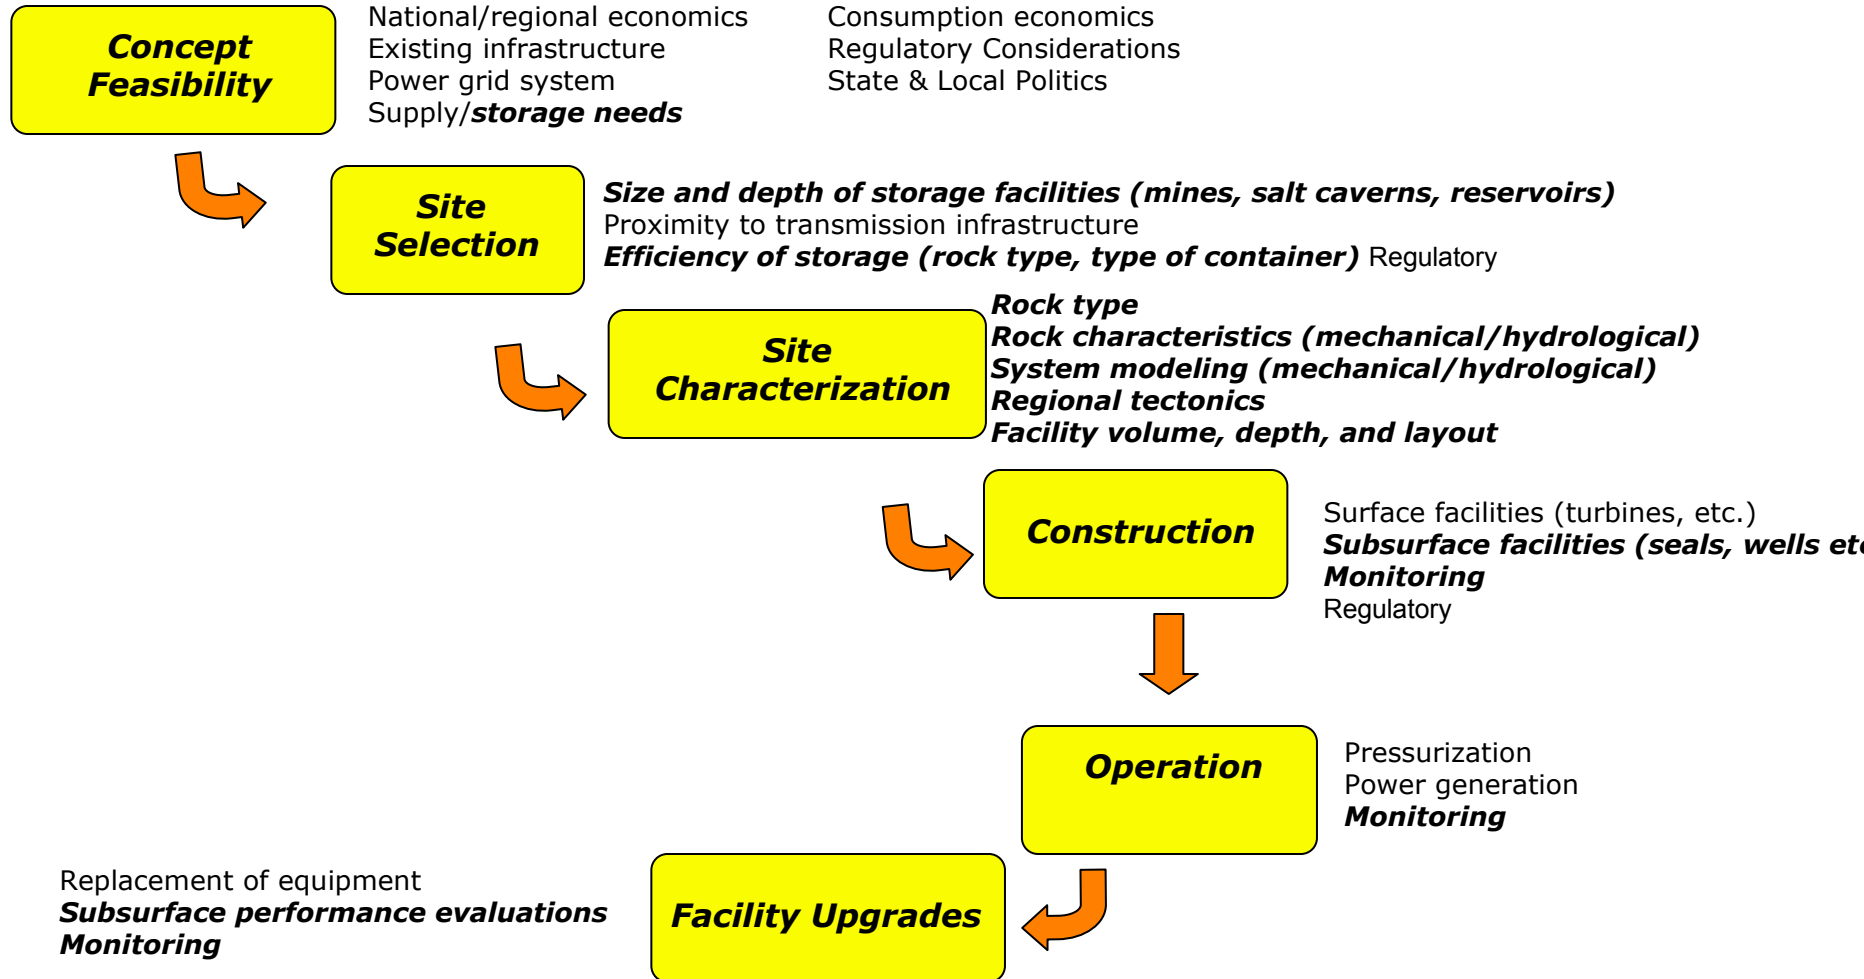 Concept
Feasibility
National/regional economics
Existing infrastructure
Power grid system
Supply/storage needs
Consumption economics
Regulatory Considerations
State & Local Politics
Site
Selection
Size and depth of storage facilities (mines, salt caverns, reservoirs)
Proximity to transmission infrastructure
Efficiency of storage (rock type, type of container) Regulatory
Site
Characterization
Rock type
Rock characteristics (mechanical/hydrological)
System modeling (mechanical/hydrological)
Regional tectonics
Facility volume, depth, and layout
Construction
Surface facilities (turbines, etc.)
Subsurface facilities (seals, wells etc
Monitoring
Regulatory
Operation
Pressurization
Power generation
Monitoring
Replacement of equipment
Subsurface performance evaluations
Monitoring
Facility Upgrades